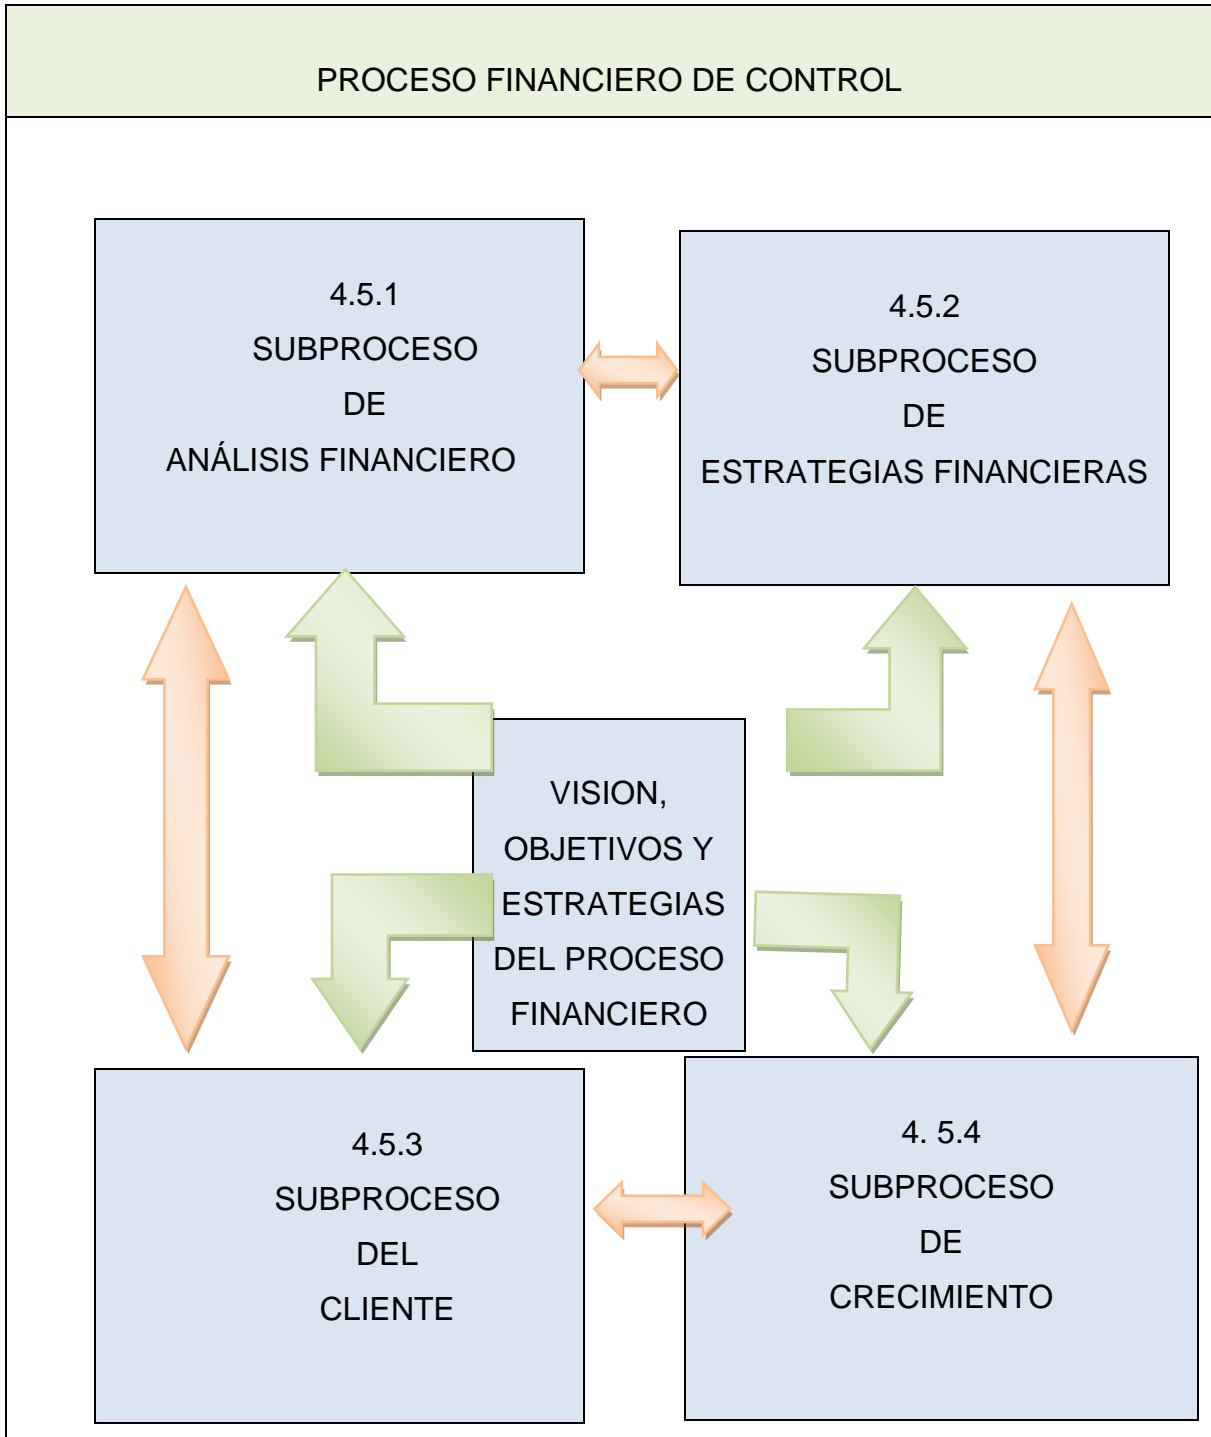 PROCESO FINANCIERO DE CONTROL
4.5.1
SUBPROCESO
DE
ANÁLISIS FINANCIERO
4.5.2
SUBPROCESO
DE
ESTRATEGIAS FINANCIERAS
VISION,
OBJETIVOS Y
ESTRATEGIAS
DEL PROCESO
FINANCIERO
4.5.3
SUBPROCESO
DEL
CLIENTE
4. 5.4
SUBPROCESO
DE
CRECIMIENTO